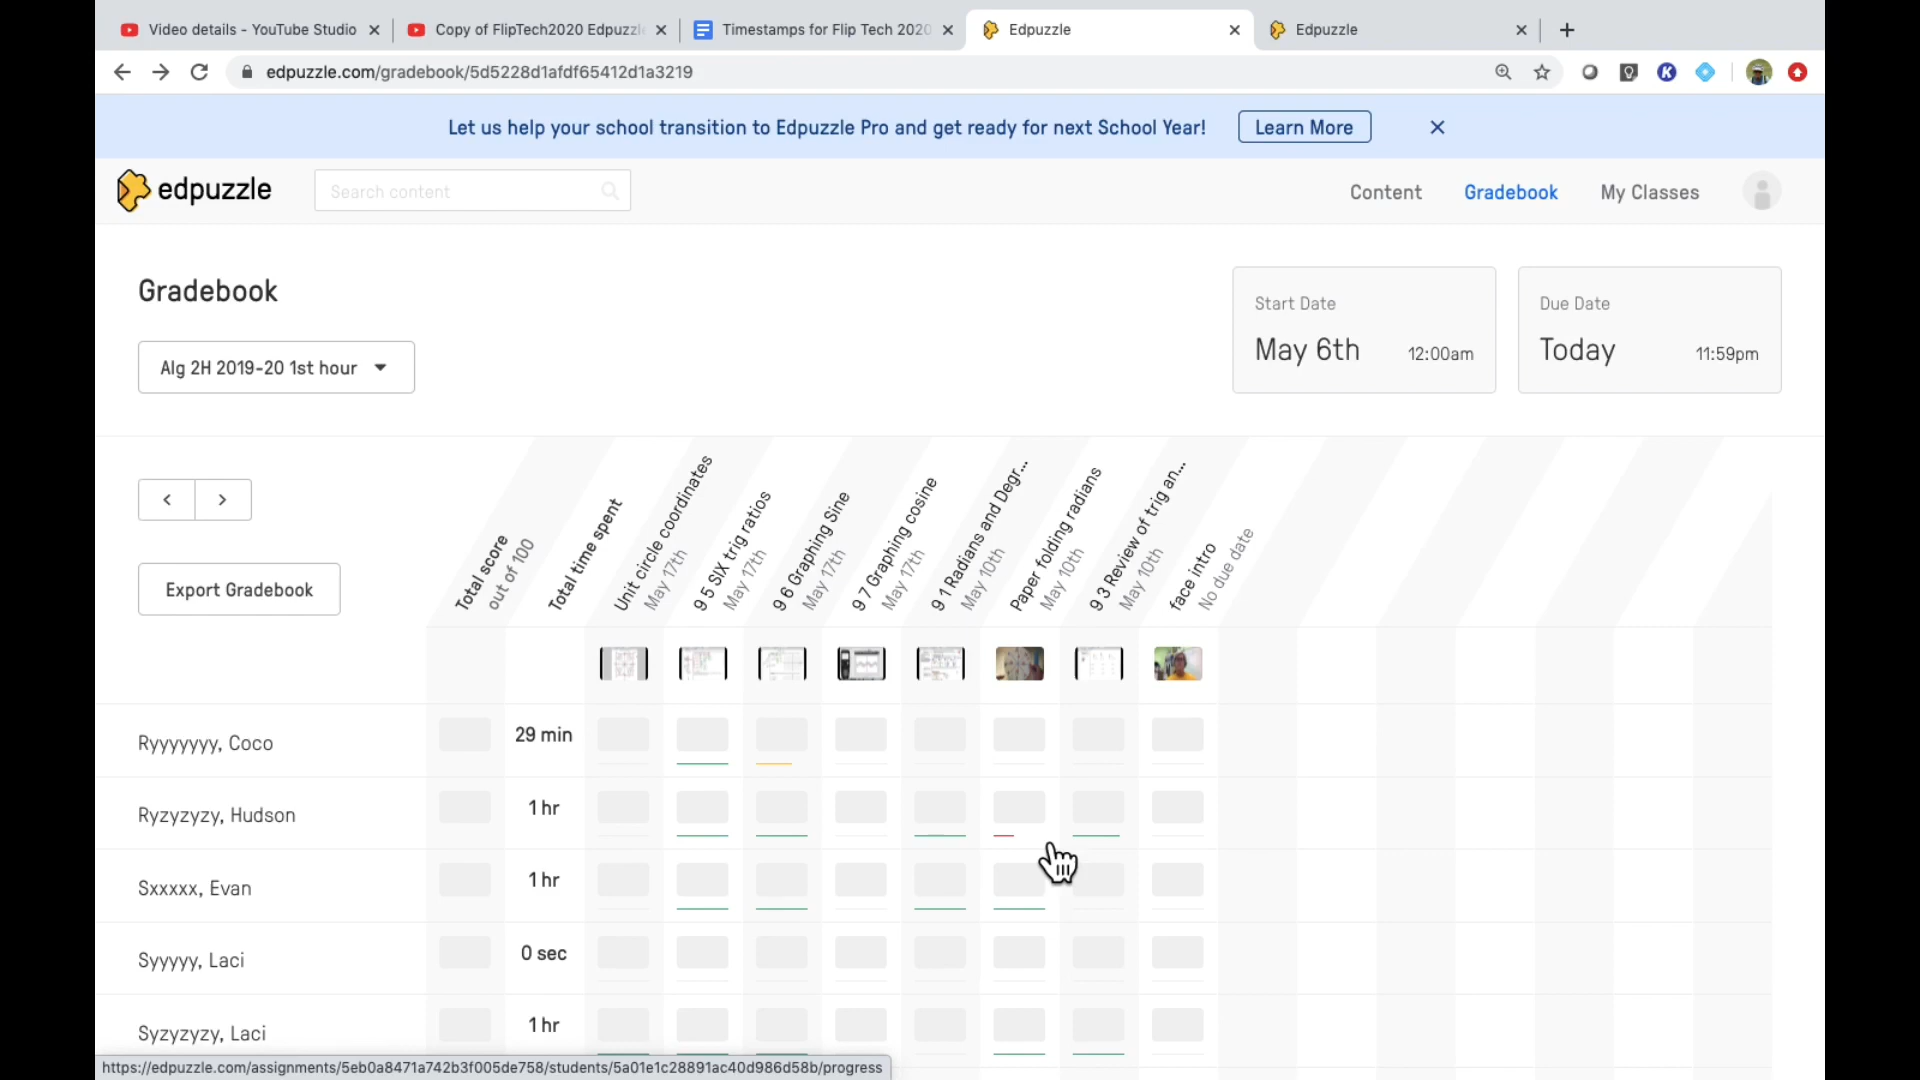 Video details - YouTube Studio
Copy of FlipTech2020 Edpuzzle
Timestamps for Flip Tech 2020
Edpuzzle
Edpuzzle
edpuzzle.com/gradebook/5d5228d1afdf65412d1a3219
Let us help your school transition to Edpuzzle Pro and get ready for next School Year!
Learn More
edpuzzle
Search content
Content
Gradebook
My Classes
Gradebook
Start Date
May 6th
12:00am
Due Date
Today
11:59pm
Alg 2H 2019-20 1st hour
Export Gradebook
Total score
out of 100
Total time spent
Unit circle coordinates
May 17th
9 5 SIX trig ratios
May 17th
9 6 Graphing Sine
May 17th
9 7 Graphing cosine
May 17th
9 1 Radians and Degr...
May 10th
Paper folding radians
May 10th
9 3 Review of trig an...
May 10th
face intro
No due date
Ryyyyyyy, Coco
29 min
Ryzyzyzy, Hudson
1 hr
Sxxxxx, Evan
1 hr
Syyyyy, Laci
0 sec
Syzyzyzy, Laci
1 hr
https://edpuzzle.com/assignments/5eb0a8471a742b3f005de758/students/5a01e1c28891ac40d986d58b/progress